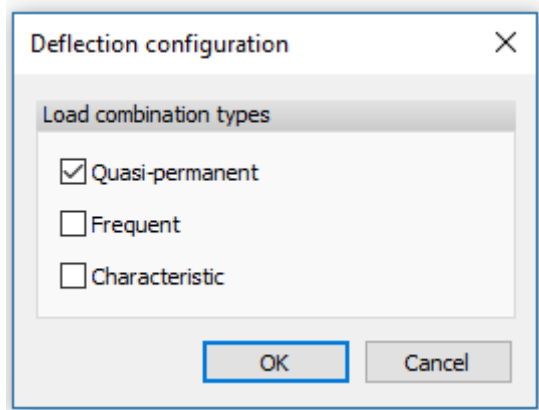 Deflection configuration
Load combination types
Quasi-permanent
Frequent
Characteristic
OK Cancel